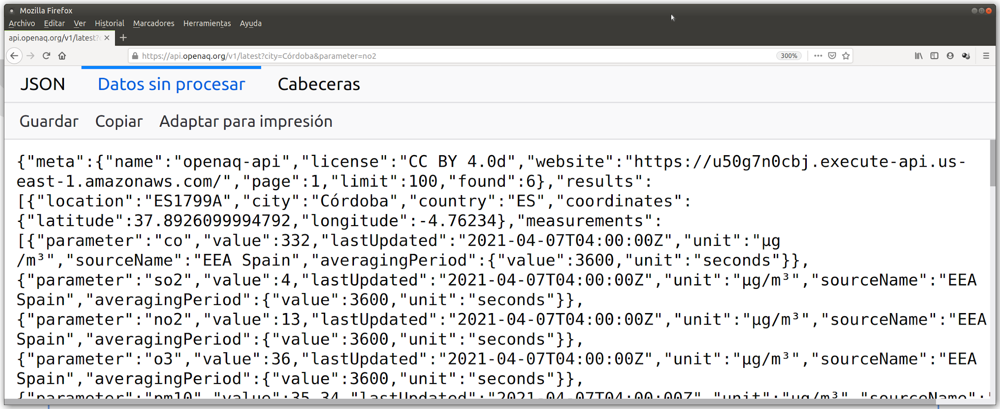 Mozilla Firefox
Archivo Editar Ver Historial Marcadores Herramientas Ayuda
api.openaq.org/v1/latest?c
https://api.openaq.org/v1/latest?city=Córdoba&parameter=no2 300%
JSON Datos sin procesar Cabeceras
Guardar Copiar Adaptar para impresión
{"meta":{"name":"openaq-api","license":"CC BY 4.0d","website":"https://u50g7n0cbj.execute-api.us-
east-1.amazonaws.com/","page":1,"limit":100,"found":6},"results":
[{"location":"ES1799A","city":"Córdoba","country":"ES","coordinates":
{"latitude":37.8926099994792,"longitude":-4.76234},"measurements":
[{"parameter":"co","value":332,"lastUpdated":"2021-04-07T04:00:00Z","unit":"µg
/m³","sourceName":"EEA Spain","averagingPeriod":{"value":3600,"unit":"seconds"}},
{"parameter":"so2","value":4,"lastUpdated":"2021-04-07T04:00:00Z","unit":"µg/m³","sourceName":"EEA
Spain","averagingPeriod":{"value":3600,"unit":"seconds"}},
{"parameter":"no2","value":13,"lastUpdated":"2021-04-07T04:00:00Z","unit":"µg/m³","sourceName":"EEA
Spain","averagingPeriod":{"value":3600,"unit":"seconds"}},
{"parameter":"o3","value":36,"lastUpdated":"2021-04-07T04:00:00Z","unit":"µg/m³","sourceName":"EEA
Spain","averagingPeriod":{"value":3600,"unit":"seconds"}},
{"parameter":"pm10","value":35.34,"lastUpdated":"2021-04-07T04:00:00Z","unit":"µg/m³","sourceName":"